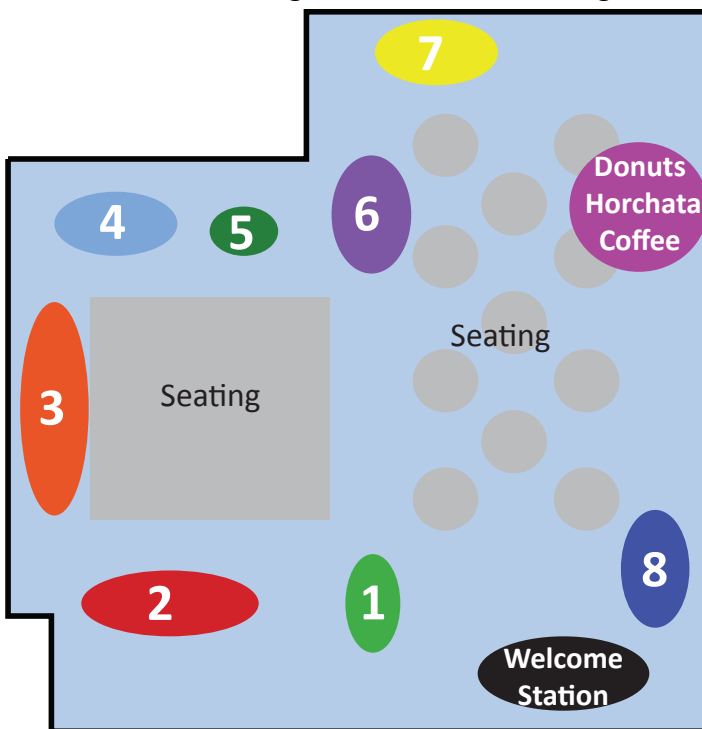 7
Donuts
Horchata
Coffee
4
5
6
Seating
Seating
3
8
2
1
Welcome
Station